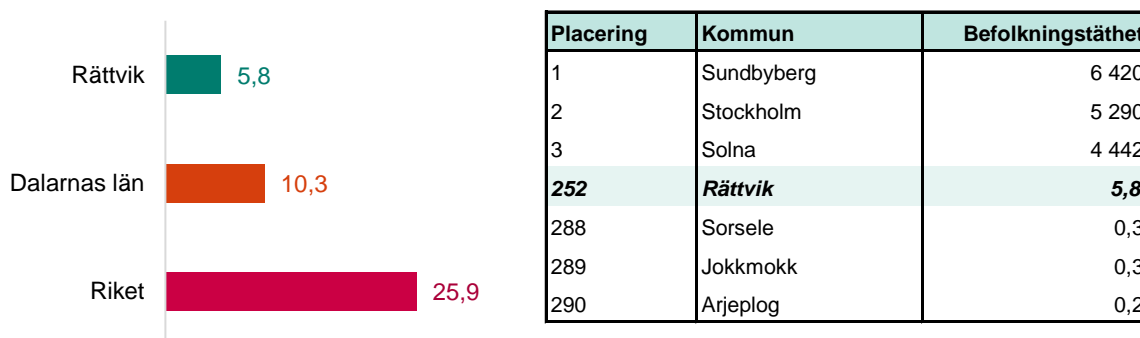 Rättvik 5,8
Dalarnas län 10,3
Riket 25,9
Placering Kommun Befolkningstäthet
1 Sundbyberg 6 420
2 Stockholm 5 290
3 Solna 4 442
252 Rättvik 5,8
288 Sorsele 0,3
289 Jokkmokk 0,3
290 Arjeplog 0,2